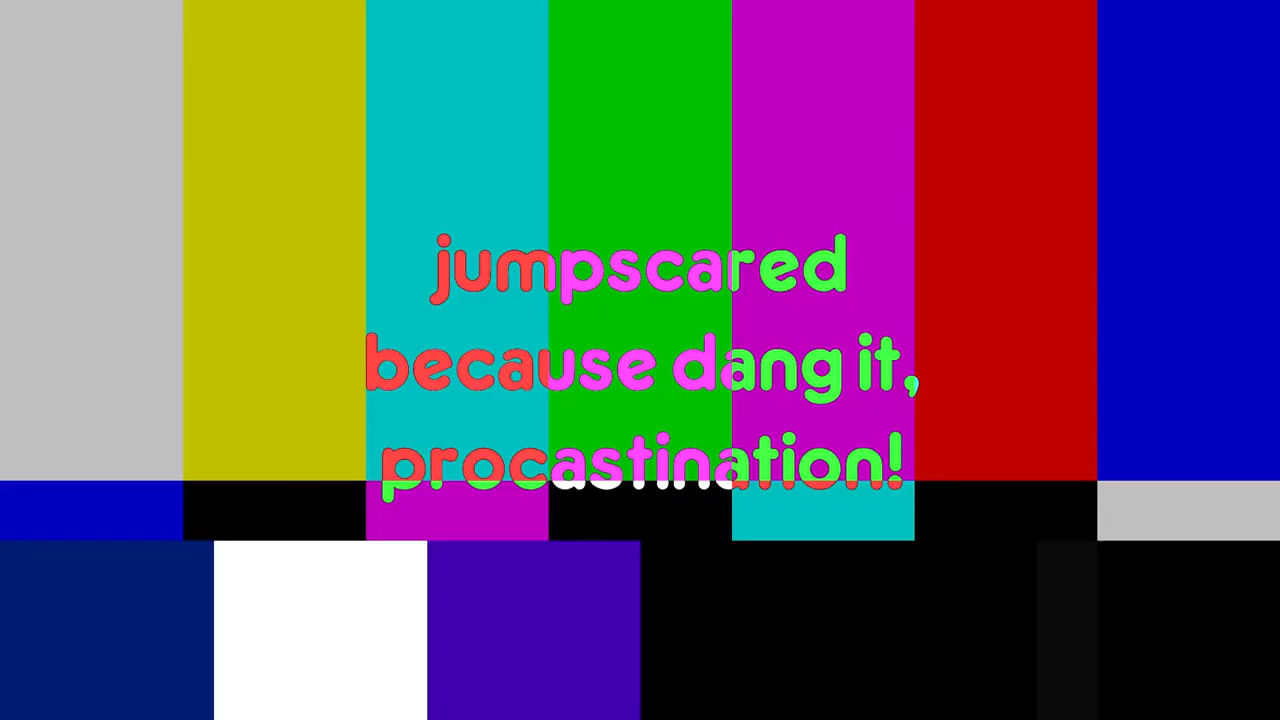 jumpscared
because dang it,
procastination!